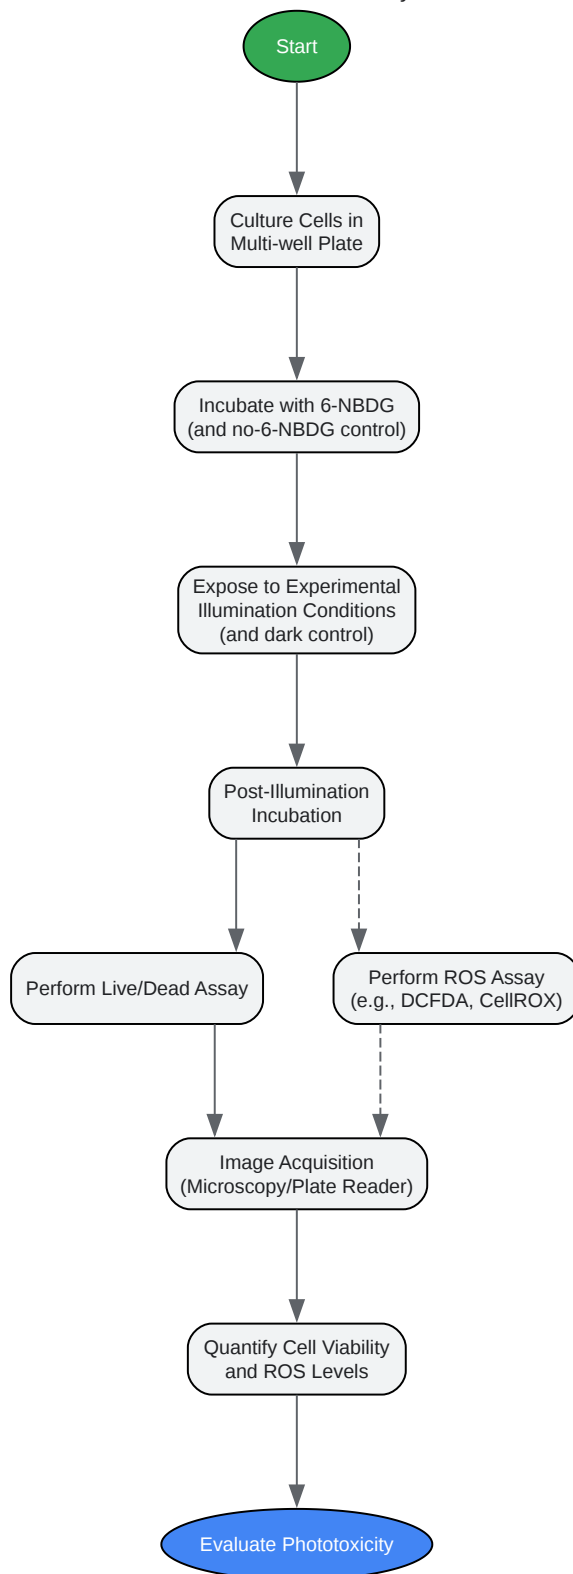 Start
Culture Cells in
Multi-well Plate
Incubate with 6-NBDG
(and no-6-NBDG control)
Expose to Experimental
Illumination Conditions
(and dark control)
Post-Illumination
Incubation
Perform Live/Dead Assay
Perform ROS Assay
(e.g., DCFDA, CellROX)
Image Acquisition
(Microscopy/Plate Reader)
Quantify Cell Viability
and ROS Levels
Evaluate Phototoxicity